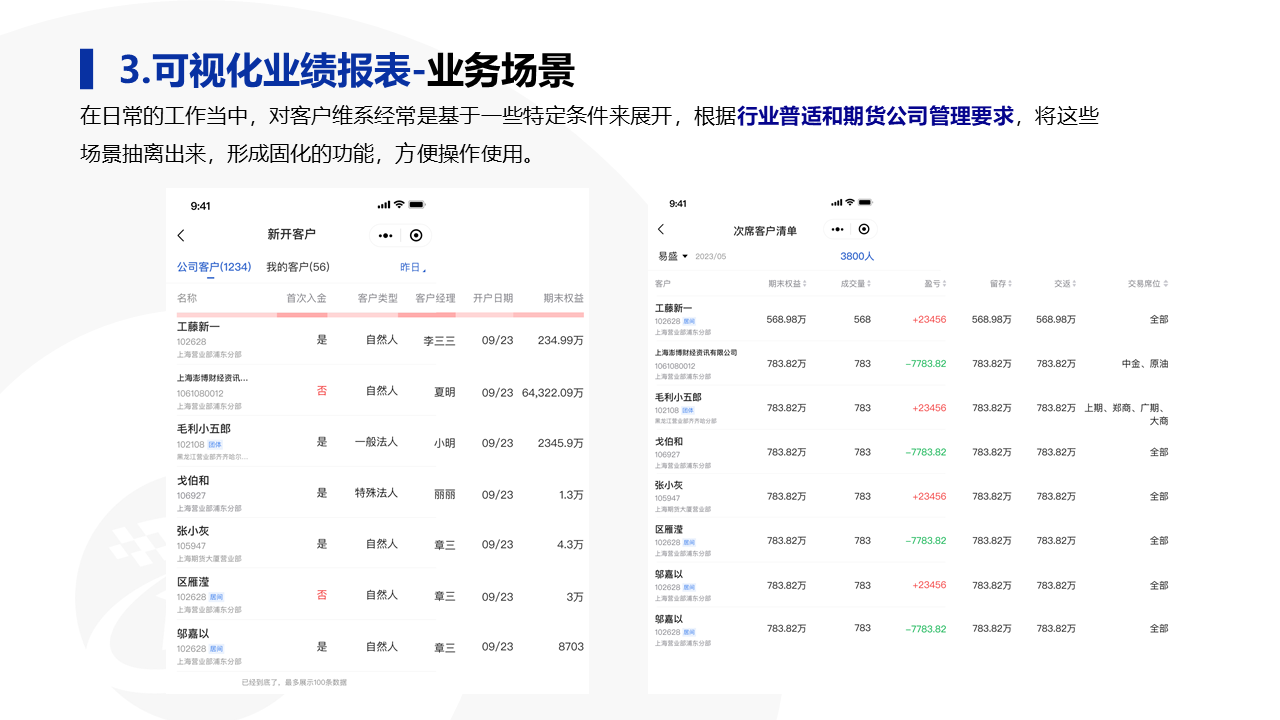 3.可视化业绩报表-业务场景
在日常的工作当中，对客户维系经常是基于一些特定条件来展开，根据行业普适和期货公司管理要求，将这些
场景抽离出来，形成固化的功能，方便操作使用。
9:41
新开客户
公司客户(1234) 我的客户(56) 昨日
名称 首次入金 客户类型 客户经理 开户日期 期末权益
工藤新一
102628
上海营业部浦东分部
是 自然人 李三三 09/23 234.99万
上海澎博财经资讯...
1061080012
上海营业部浦东分部
否 自然人 夏明 09/23 64,322.09万
毛利小五郎
102108 团体
黑龙江营业部齐齐哈尔...
是 一般法人 小明 09/23 2345.9万
戈伯和
106927
上海营业部浦东分部
是 特殊法人 丽丽 09/23 1.3万
张小灰
105947
上海期货大厦营业部
是 自然人 章三 09/23 4.3万
区雁滢
102628 居间
上海营业部浦东分部
否 自然人 章三 09/23 3万
邬嘉以
102628 居间
上海营业部浦东分部
是 自然人 章三 09/23 8703
已经到底了，最多展示100条数据
9:41
次席客户清单
易盛 2023/05 3800人
客户 期末权益 成交量 盈亏 留存 交返 交易席位
工藤新一
102628 居间
上海营业部浦东分部
568.98万 568 +23456 568.98万 568.98万 全部
上海澎博财经资讯有限公司
1061080012
上海营业部浦东分部
783.82万 783 -7783.82 783.82万 783.82万 中金、原油
毛利小五郎
102108 团体
黑龙江营业部齐齐哈分部
783.82万 783 +23456 783.82万 783.82万 上期、郑商、广期、
大商
戈伯和
106927
上海营业部浦东分部
783.82万 783 -7783.82 783.82万 783.82万 全部
张小灰
105947
上海期货大厦营业部
783.82万 783 +23456 783.82万 783.82万 全部
区雁滢
102628 居间
上海营业部浦东分部
783.82万 783 -7783.82 783.82万 783.82万 全部
邬嘉以
102628 居间
上海营业部浦东分部
783.82万 783 +23456 783.82万 783.82万 全部
邬嘉以
102628 居间
上海营业部浦东分部
783.82万 783 -7783.82 783.82万 783.82万 全部